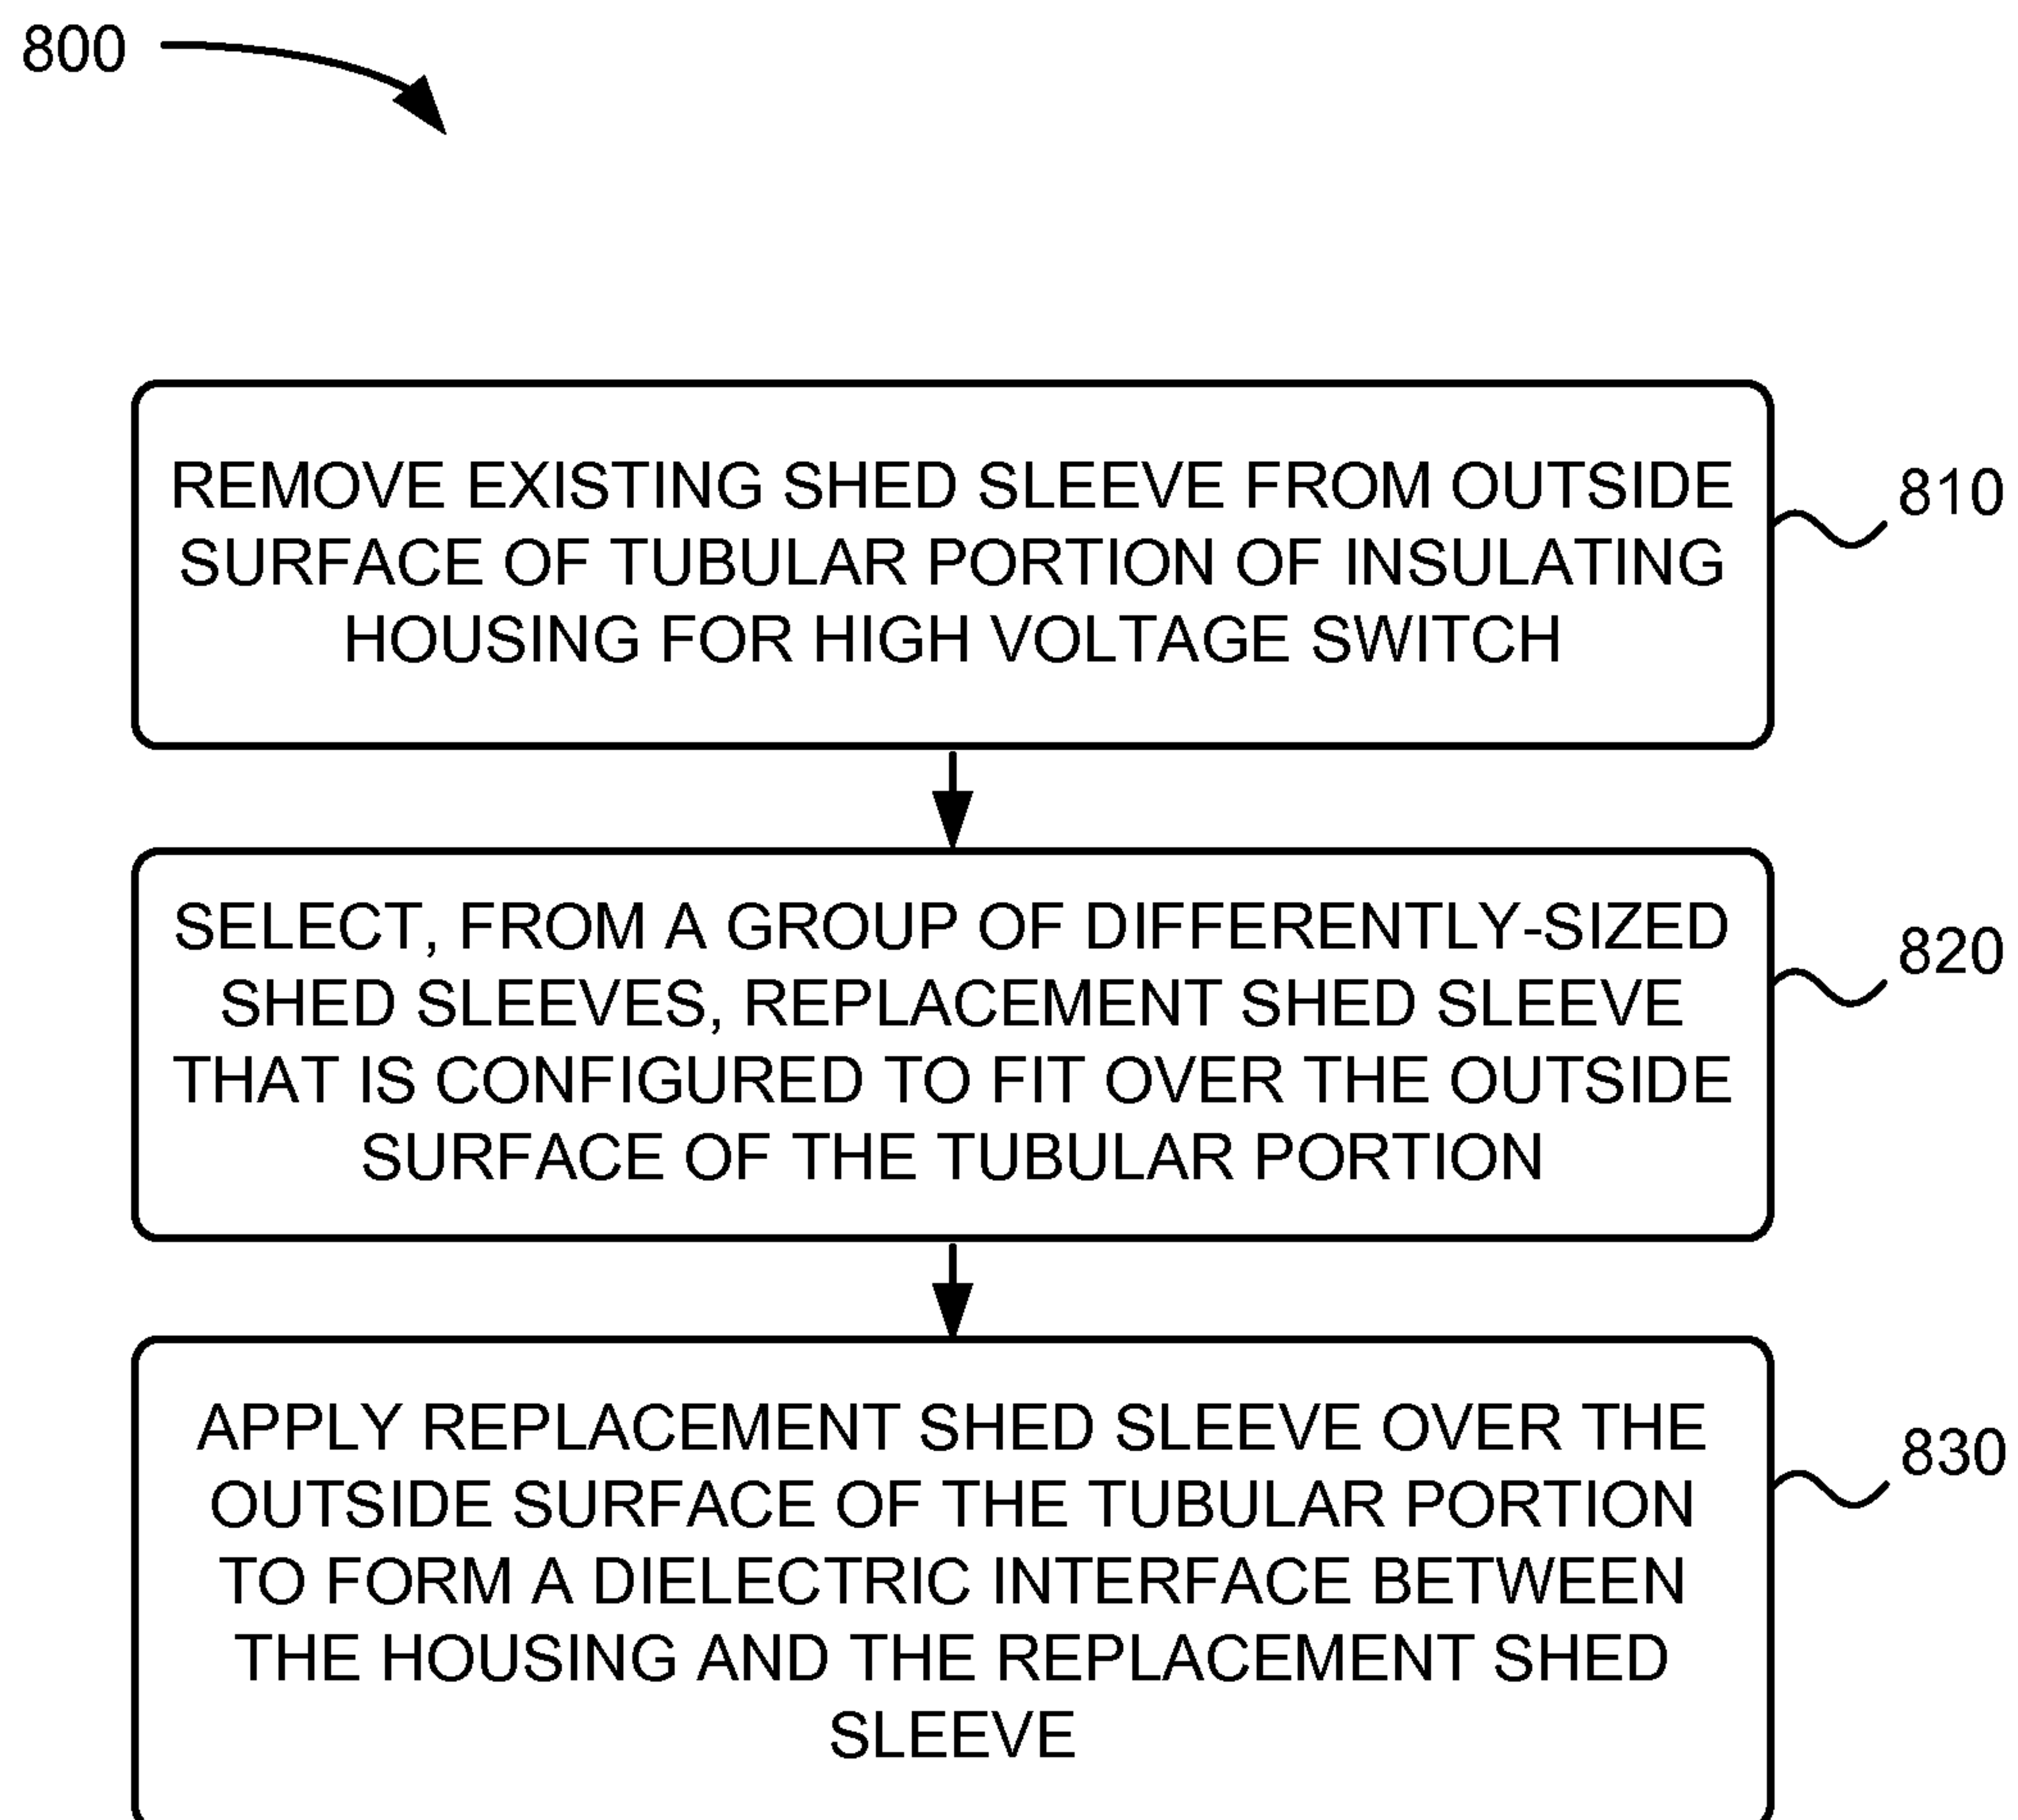 800
REMOVE EXISTING SHED SLEEVE FROM OUTSIDE
SURFACE OF TUBULAR PORTION OF INSULATING
HOUSING FOR HIGH VOLTAGE SWITCH
810
SELECT, FROM A GROUP OF DIFFERENTLY-SIZED
SHED SLEEVES, REPLACEMENT SHED SLEEVE
THAT IS CONFIGURED TO FIT OVER THE OUTSIDE
SURFACE OF THE TUBULAR PORTION
820
APPLY REPLACEMENT SHED SLEEVE OVER THE
OUTSIDE SURFACE OF THE TUBULAR PORTION
TO FORM A DIELECTRIC INTERFACE BETWEEN
THE HOUSING AND THE REPLACEMENT SHED
SLEEVE
830